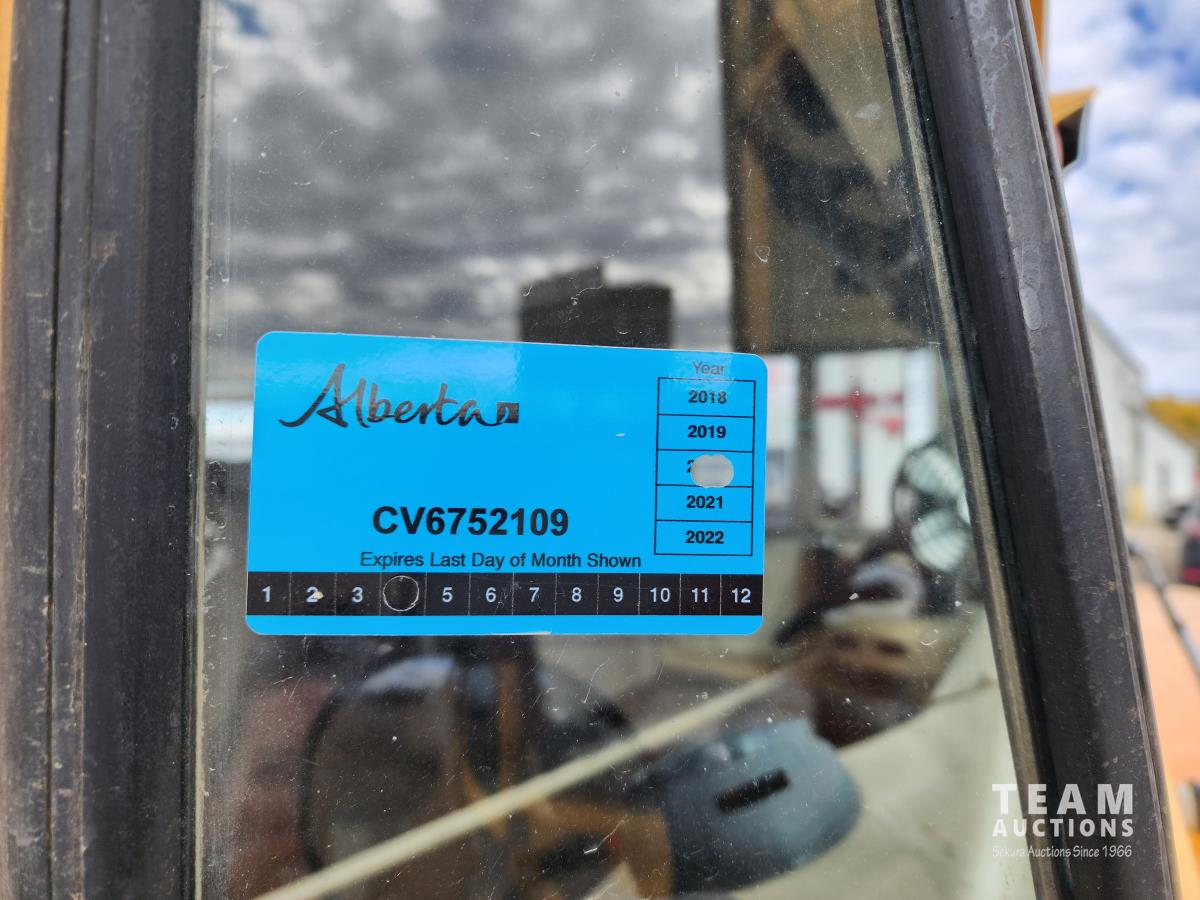 Alberta
Year
2018
2019
2021
2022
CV6752109
Expires Last Day of Month Shown
1 2 3 5 6 7 8 9 10 11 12
TEAM
AUCTIONS
Sekura Auctions Since 1966